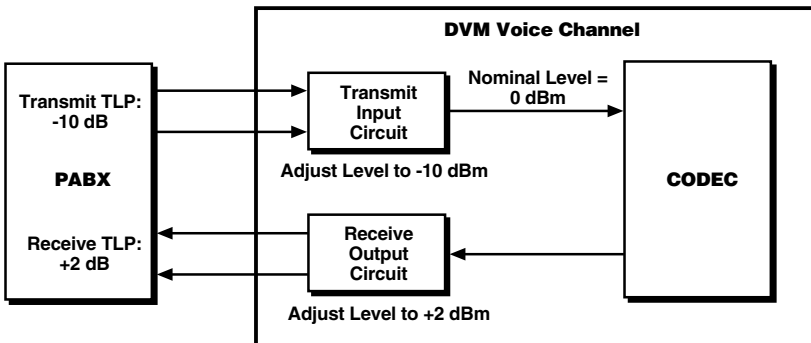 DVM Voice Channel
Transmit TLP:
-10 dB
PABX
Receive TLP:
+2 dB
Transmit
Input
Circuit
Adjust Level to -10 dBm
Nominal Level =
0 dBm
CODEC
Receive
Output
Circuit
Adjust Level to +2 dBm